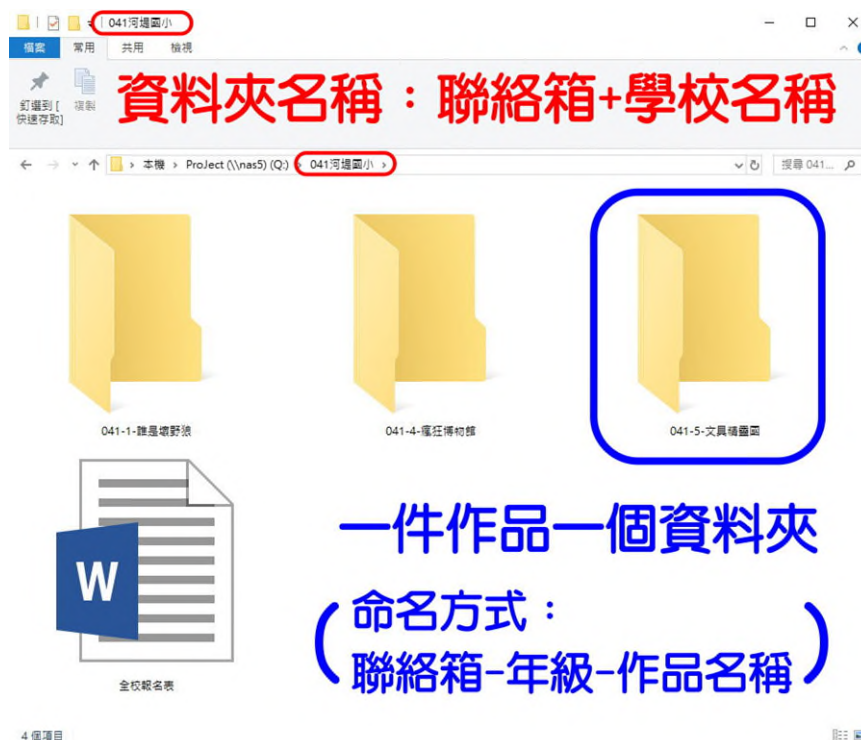 041河堤國小
檔案 常用 共用 檢視
釘選到 [
快速存取]
複製
資料夾名稱：聯絡箱+學校名稱
本機 › ProJect (\\nas5) (Q:) › 041河堤國小 ›
搜尋 041...
041-1-誰是壞野狼
041-4-瘋狂博物館
041-5-文具精靈國
W
一件作品一個資料夾
命名方式：
(聯絡箱-年級-作品名稱)
全校報名表
4 個項目